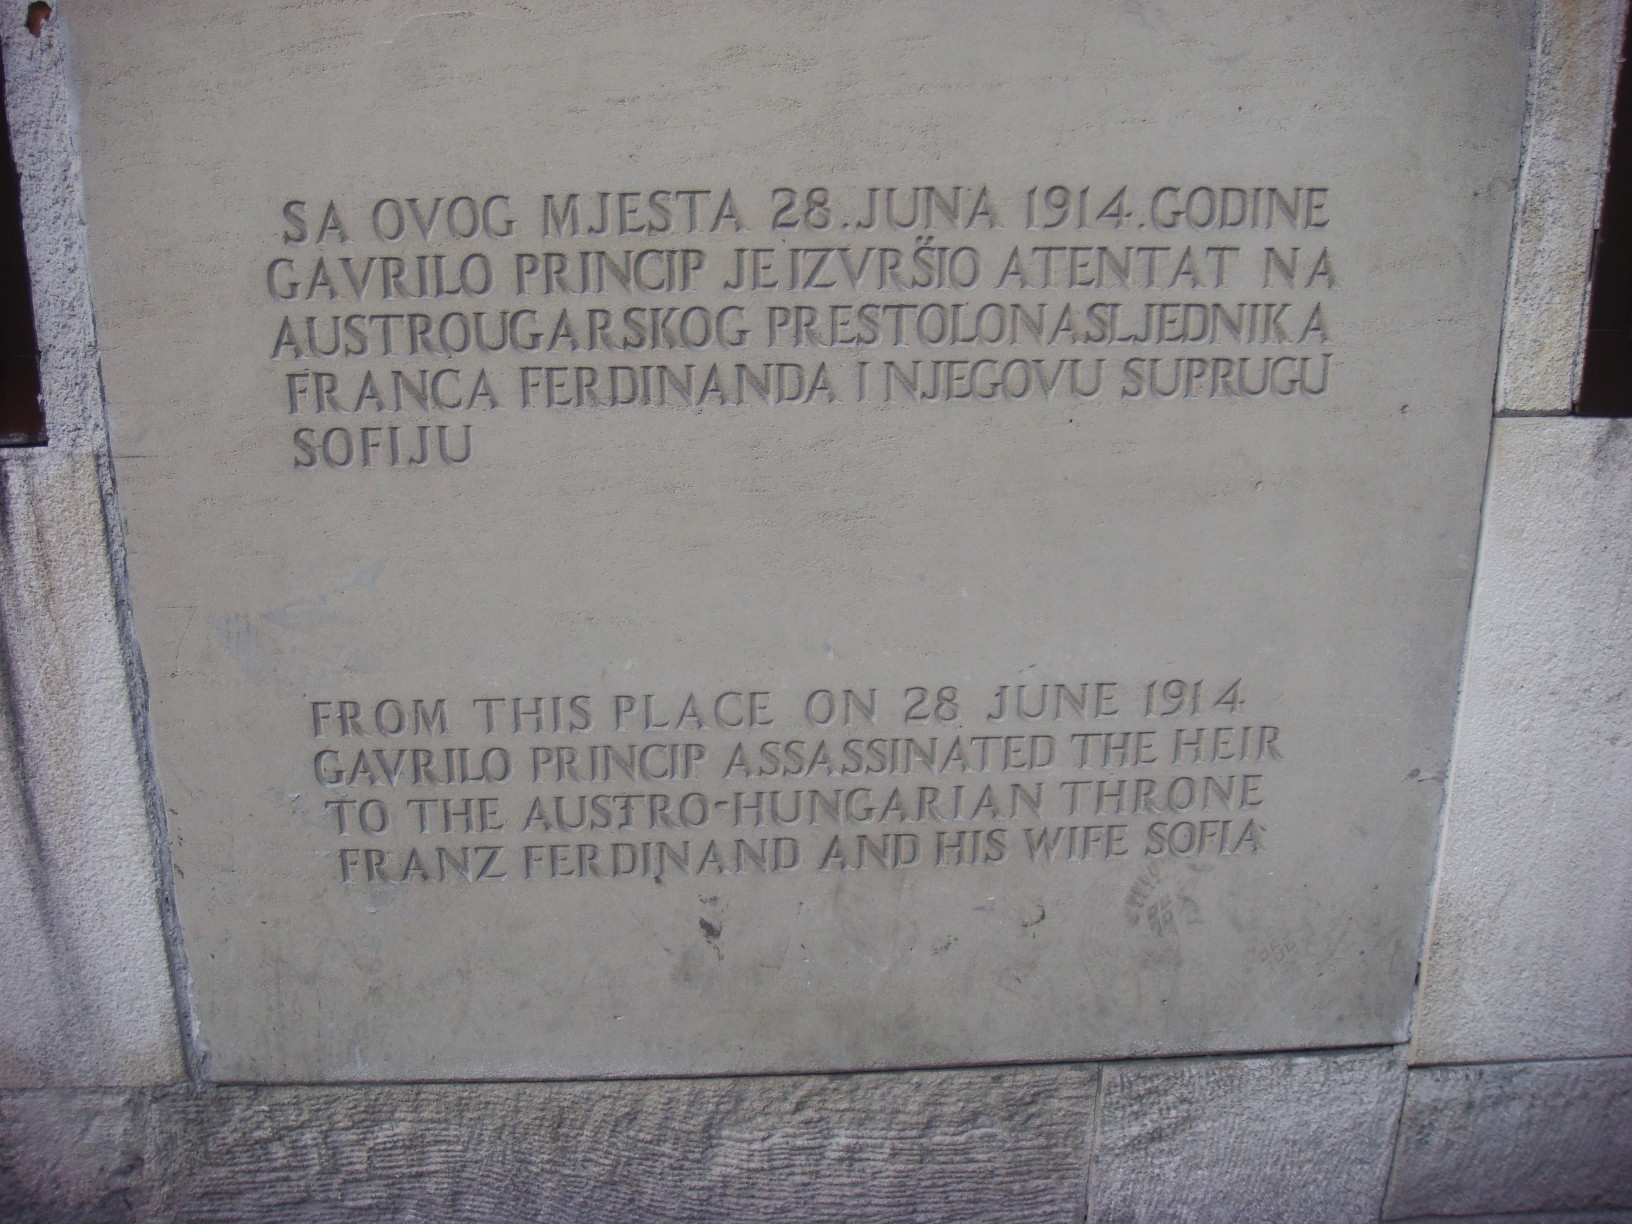 SA OVOG MJESTA 28. JUNA 1914. GODINE
GAVRILO PRINCIP JE IZVRŠIO ATENTAT NA
AUSTROUGARSKOG PRESTOLONASLJEDNIKA
FRANCA FERDINANDA I NJEGOVU SUPRUGU
SOFIJU
FROM THIS PLACE ON 28 JUNE 1914
GAVRILO PRINCIP ASSASSINATED THE HEIR
TO THE AUSTRO-HUNGARIAN THRONE
FRANZ FERDINAND AND HIS WIFE SOFIA